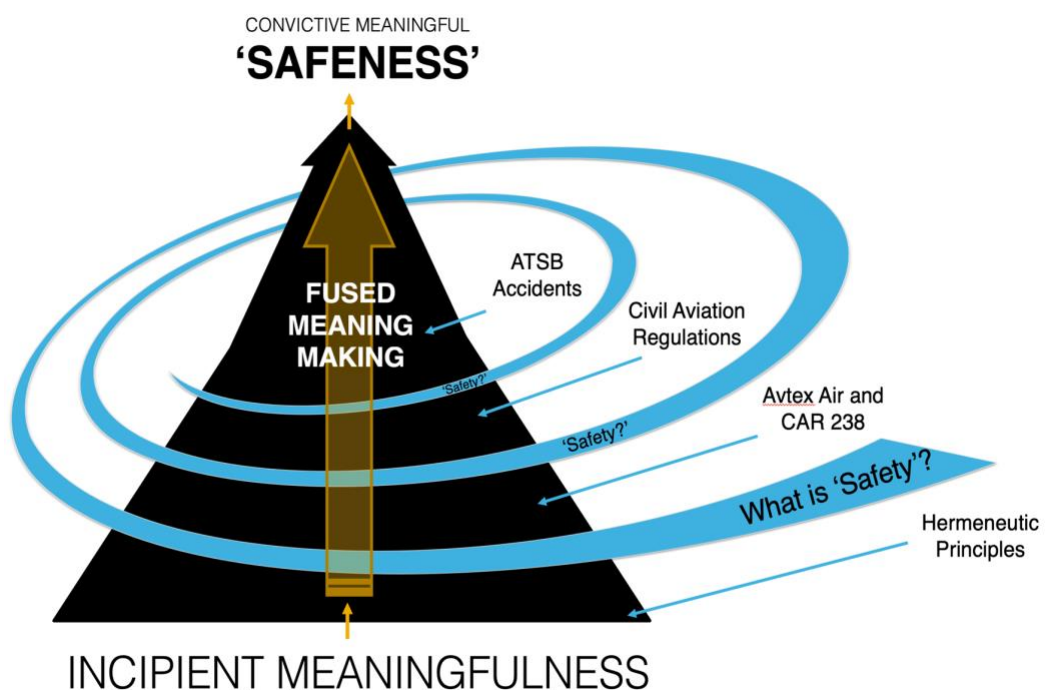 CONVICTIVE MEANINGFUL
‘SAFENESS’
ATSB
Accidents
FUSED
MEANING
MAKING
Civil Aviation
Regulations
‘Safety?’
Avtex Air and
CAR 238
‘Safety?’
What is ‘Safety’?
Hermeneutic
Principles
INCIPIENT MEANINGFULNESS